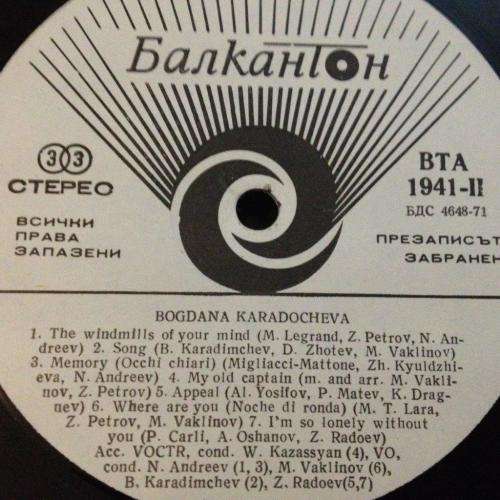 Балкантон
33
СТЕРЕО
ВСИЧКИ
ПРАВА
ЗАПАЗЕНИ
ВТА
1941-II
БДС 4648-71
ПРЕЗАПИСЪТ
ЗАБРАНЕН
BOGDANA KARADOCHEVA
1. The windmills of your mind (M. Legrand, Z. Petrov, N. An-
dreev) 2. Song (B. Karadimchev, D. Zhotev, M. Vaklinov)
3. Memory (Occhi chiari) (Migliacci-Mattone, Zh. Kyuldzhi-
eva, N. Andreev) 4. My old captain (m. and arr. M. Vakli-
nov, Z. Petrov) 5. Appeal (Al. Yosifov, P. Matev, K. Drag-
nev) 6. Where are you (Noche di ronda) (M. T. Lara,
Z. Petrov, M. Vaklinov) 7. I'm so lonely without
you (P. Carli, A. Oshanov, Z. Radoev)
Acc. VOCTR, cond. W. Kazassyan (4), VO,
cond. N. Andreev (1, 3), M. Vaklinov (6),
B. Karadimchev (2), Z. Radoev(5,7)